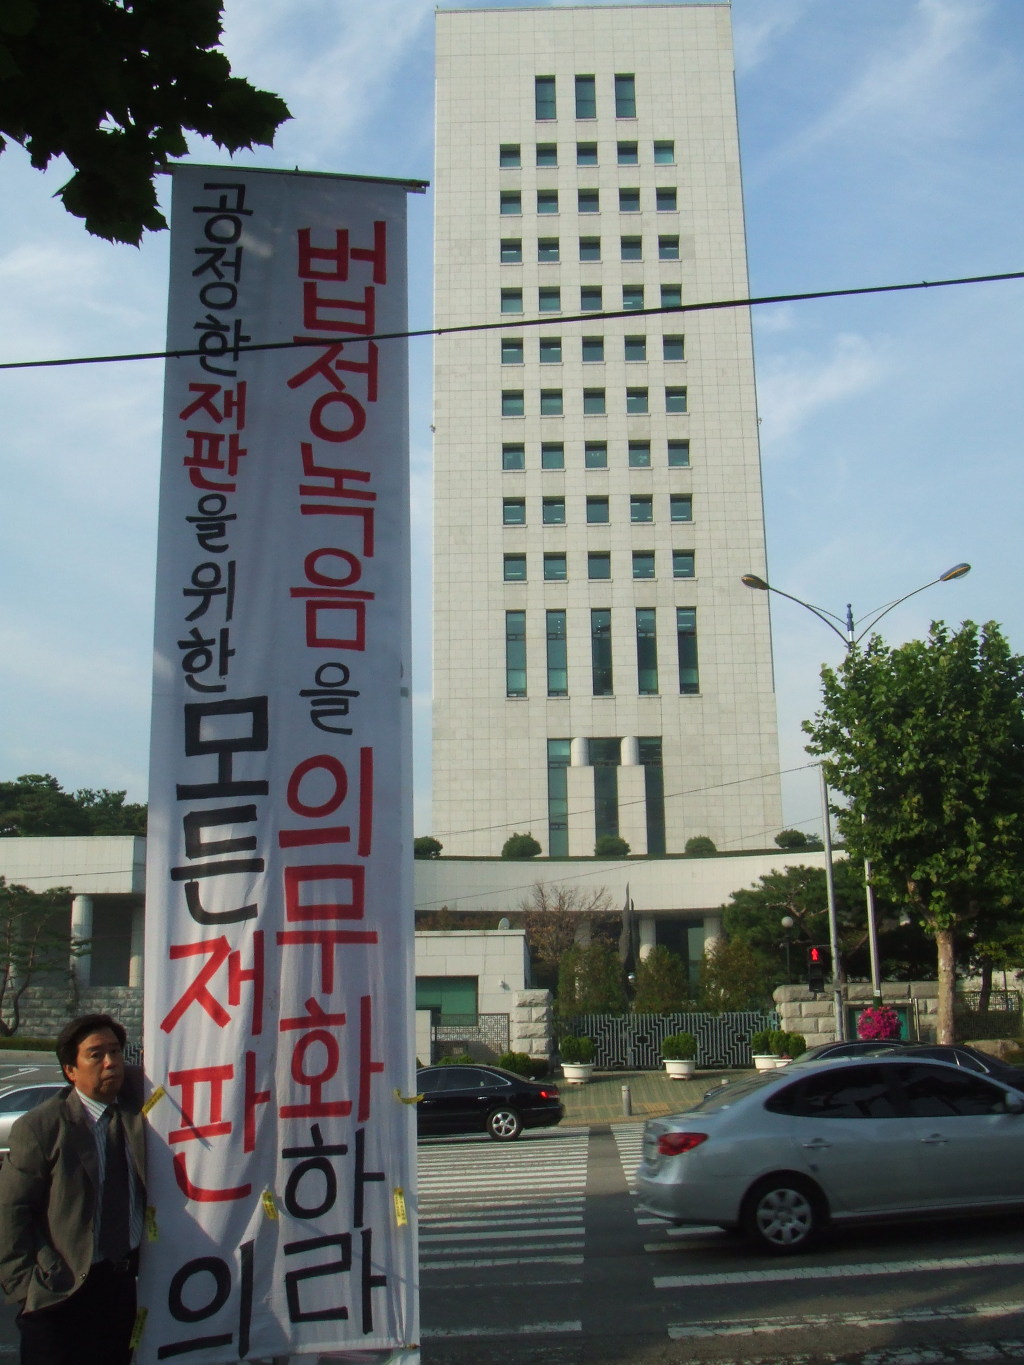 공정한 재판을 위한 모든 재판의
법정녹음을 의무화하라